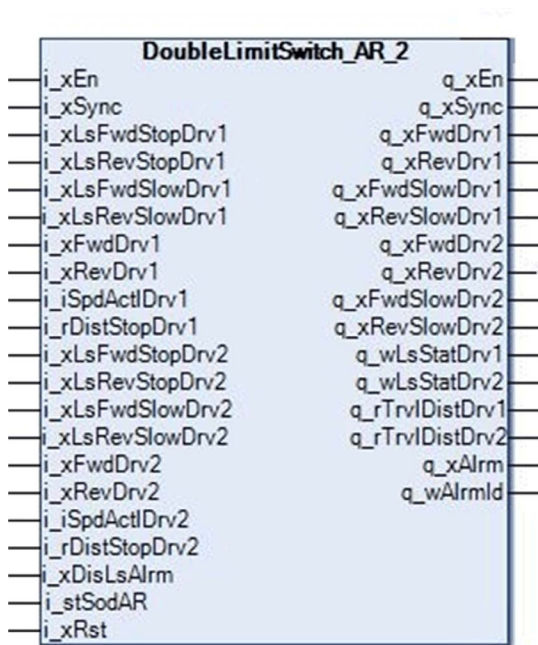 DoubleLimitSwitch_AR_2
i_xEn q_xEn
i_xSync q_xSync
i_xLsFwdStopDrv1 q_xFwdDrv1
i_xLsRevStopDrv1 q_xRevDrv1
i_xLsFwdSlowDrv1 q_xFwdSlowDrv1
i_xLsRevSlowDrv1 q_xRevSlowDrv1
i_xFwdDrv1 q_xFwdDrv2
i_xRevDrv1 q_xRevDrv2
i_iSpdActlDrv1 q_xFwdSlowDrv2
i_rDistStopDrv1 q_xRevSlowDrv2
i_xLsFwdStopDrv2 q_wLsStatDrv1
i_xLsRevStopDrv2 q_wLsStatDrv2
i_xLsFwdSlowDrv2 q_rTrvlDistDrv1
i_xLsRevSlowDrv2 q_rTrvlDistDrv2
i_xFwdDrv2 q_xAlrm
i_xRevDrv2 q_wAlrmId
i_iSpdActlDrv2
i_rDistStopDrv2
i_xDisLsAlrm
i_stSodAR
i_xRst